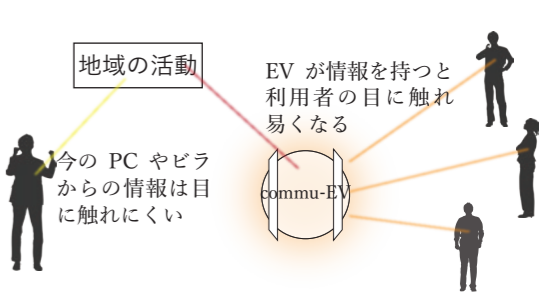 地域の活動
EV が情報を持つと
利用者の目に触れ
易くなる
今の PC やビラ
からの情報は目
に触れにくい
commu-EV